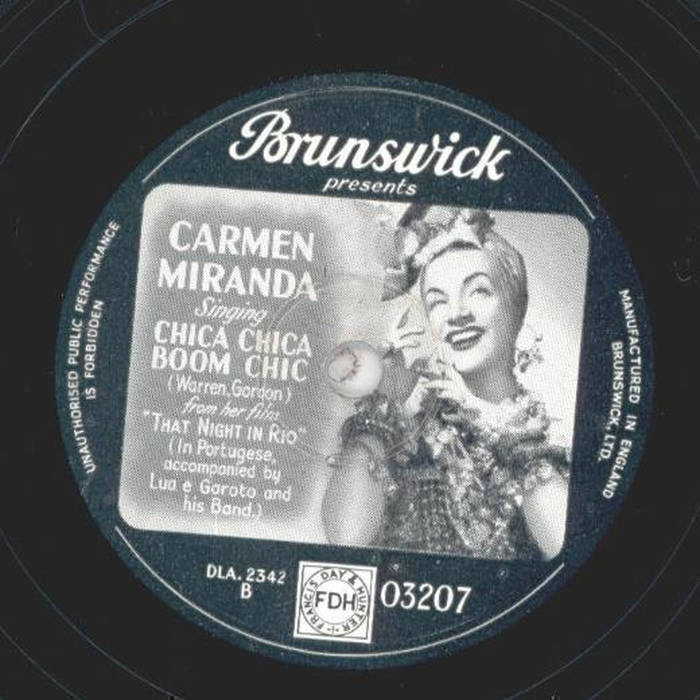 Brunswick
presents
CARMEN
MIRANDA
Singing
CHICA CHICA
BOOM CHIC
(Warren, Gordon)
from her film
"THAT NIGHT IN RIO"
(In Portugese,
accompanied by
Lua e Garoto and
his Band.)
UNAUTHORISED PUBLIC PERFORMANCE
IS FORBIDDEN
MANUFACTURED IN ENGLAND
BRUNSWICK, LTD.
DLA. 2342
B
FRANCIS DAY & HUNTER
FDH
03207